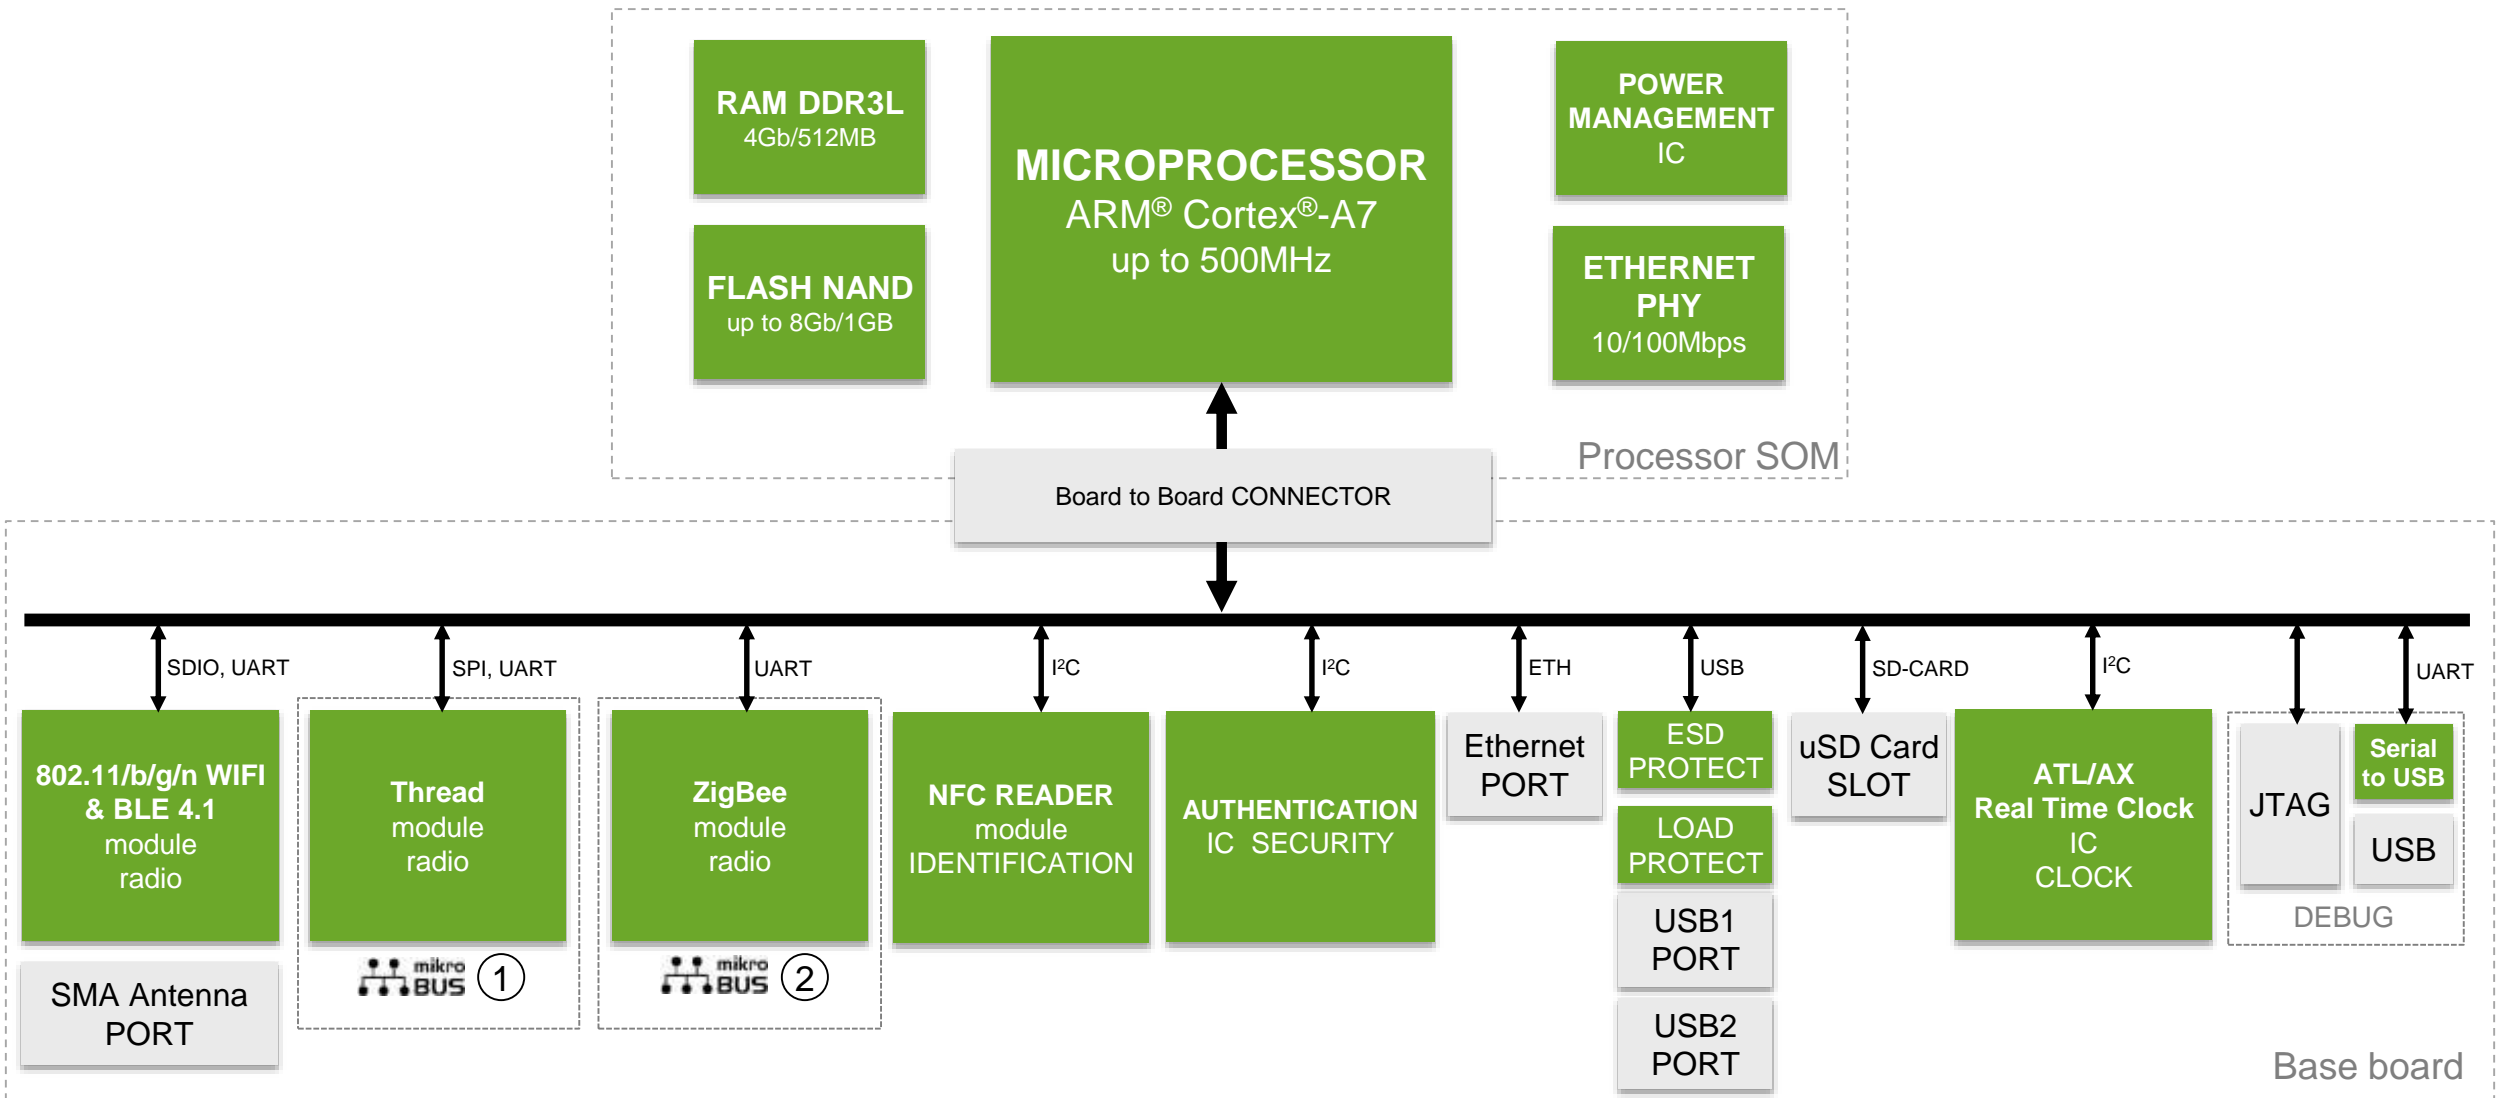 RAM DDR3L
4Gb/512MB
FLASH NAND
up to 8Gb/1GB
MICROPROCESSOR
ARM® Cortex®-A7
up to 500MHz
POWER
MANAGEMENT
IC
ETHERNET
PHY
10/100Mbps
Processor SOM
Board to Board CONNECTOR
SDIO, UART
SPI, UART
UART
I²C
I²C
ETH
USB
SD-CARD
I²C
UART
802.11/b/g/n WIFI
& BLE 4.1
module
radio
SMA Antenna
PORT
Thread
module
radio
mikro
BUS
1
ZigBee
module
radio
mikro
BUS
2
NFC READER
module
IDENTIFICATION
AUTHENTICATION
IC SECURITY
Ethernet
PORT
ESD
PROTECT
LOAD
PROTECT
USB1
PORT
USB2
PORT
uSD Card
SLOT
ATL/AX
Real Time Clock
IC
CLOCK
JTAG
Serial
to USB
USB
DEBUG
Base board